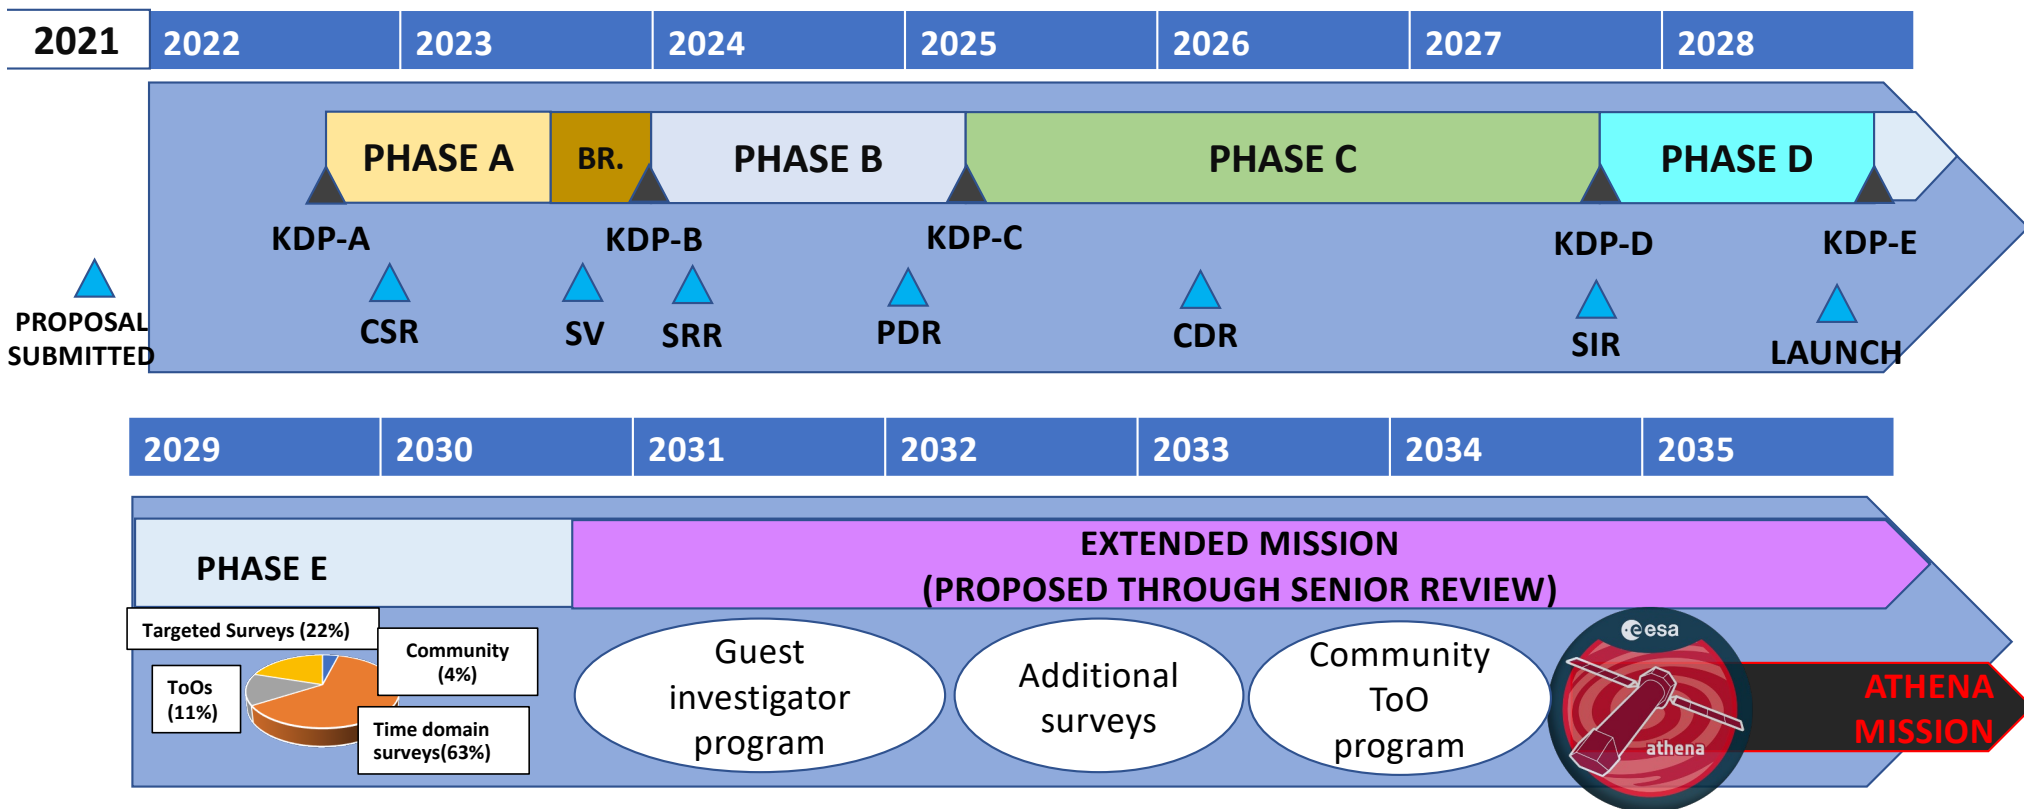 2021 2022 2023 2024 2025 2026 2027 2028
PHASE A BR. PHASE B PHASE C PHASE D
KDP-A KDP-B KDP-C KDP-D KDP-E
PROPOSAL
SUBMITTED
CSR SV SRR PDR CDR SIR LAUNCH
2029 2030 2031 2032 2033 2034 2035
PHASE E
EXTENDED MISSION
(PROPOSED THROUGH SENIOR REVIEW)
Targeted Surveys (22%)
Community
(4%)
ToOs
(11%)
Time domain
surveys(63%)
Guest
investigator
program
Additional
surveys
Community
ToO
program
esa
athena
ATHENA
MISSION